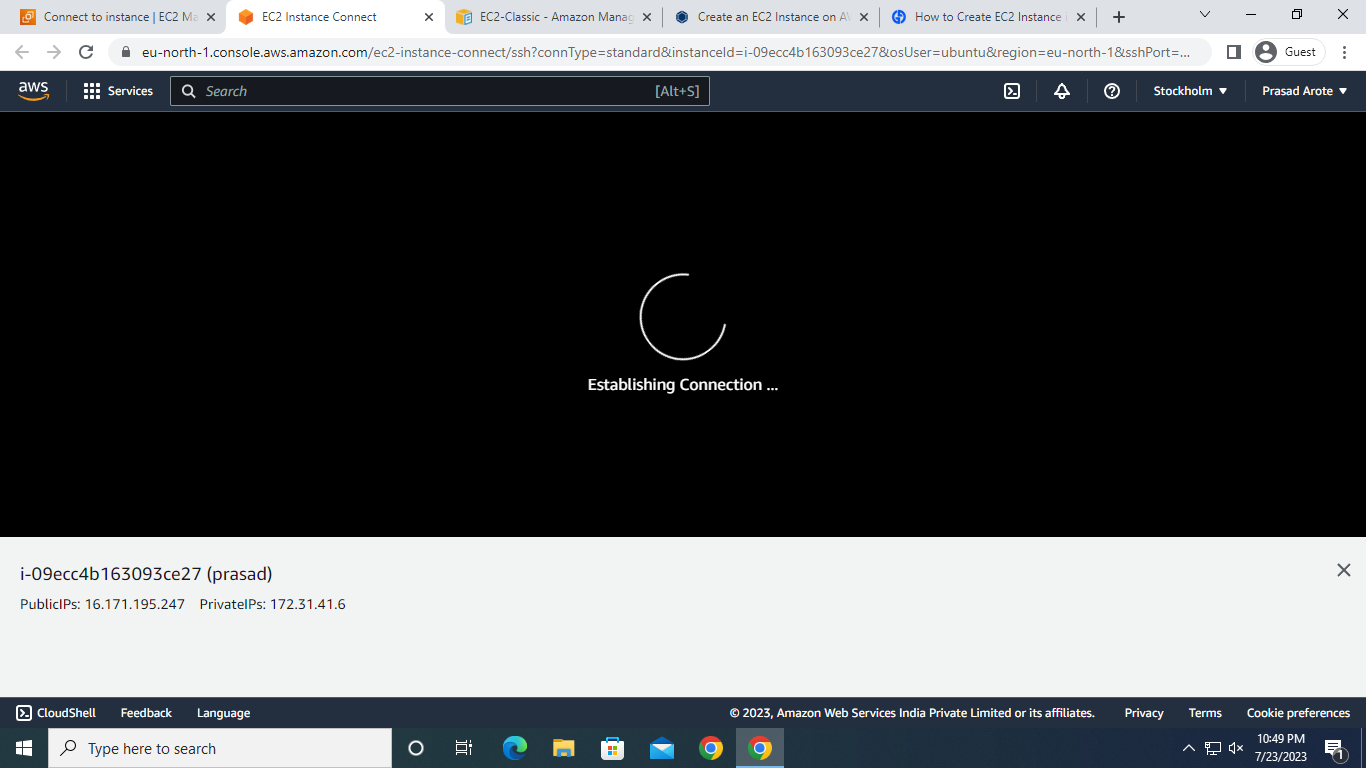 Connect to instance | EC2 Ma
EC2 Instance Connect
EC2-Classic - Amazon Manag
Create an EC2 Instance on AW
How to Create EC2 Instance i
eu-north-1.console.aws.amazon.com/ec2-instance-connect/ssh?connType=standard&instanceId=i-09ecc4b163093ce27&osUser=ubuntu&region=eu-north-1&sshPort=...
Guest
aws
Services
Search
[Alt+S]
Stockholm
Prasad Arote
Establishing Connection ...
i-09ecc4b163093ce27 (prasad)
PublicIPs: 16.171.195.247 PrivateIPs: 172.31.41.6
CloudShell
Feedback
Language
© 2023, Amazon Web Services India Private Limited or its affiliates.
Privacy
Terms
Cookie preferences
Type here to search
10:49 PM
7/23/2023
1